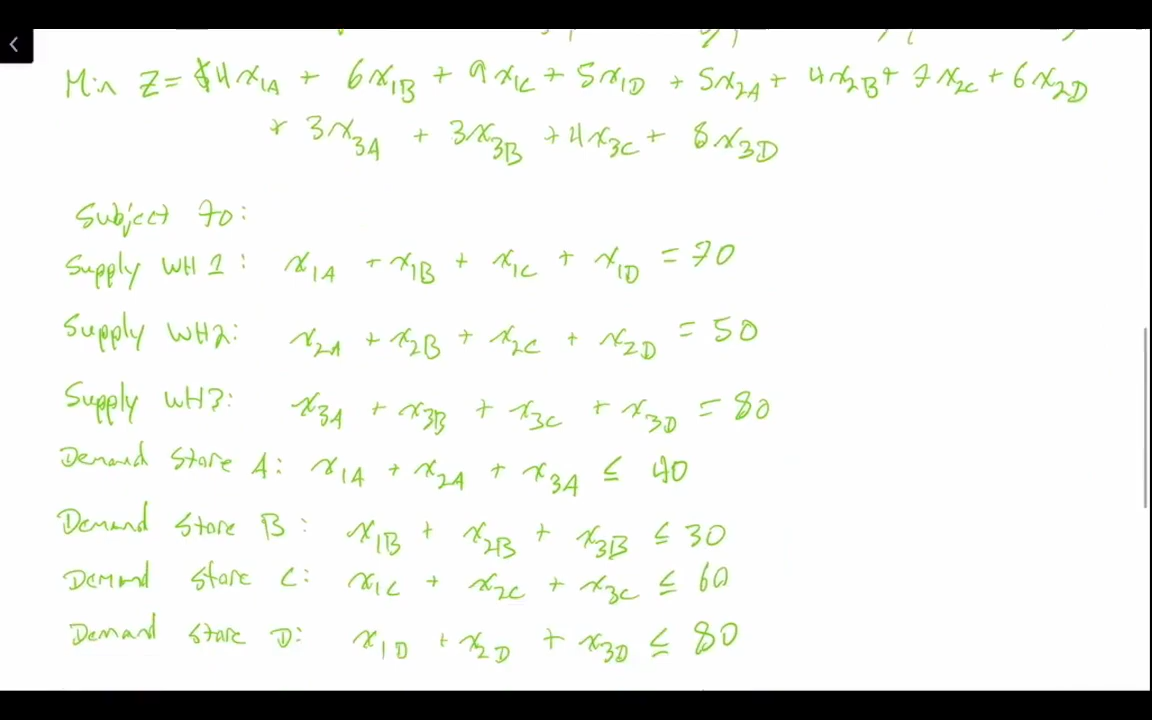 Min Z = $4x1A + 6x1B + 9x1C + 5x1D + 5x2A + 4x2B + 7x2C + 6x2D
+ 3x3A + 3x3B + 4x3C + 8x3D
Subject to:
Supply WH 1: x1A + x1B + x1C + x1D = 70
Supply WH2: x2A + x2B + x2C + x2D = 50
Supply WH3: x3A + x3B + x3C + x3D = 80
Demand Store A: x1A + x2A + x3A ≤ 40
Demand Store B: x1B + x2B + x3B ≤ 30
Demand Store C: x1C + x2C + x3C ≤ 60
Demand Store D: x1D + x2D + x3D ≤ 80